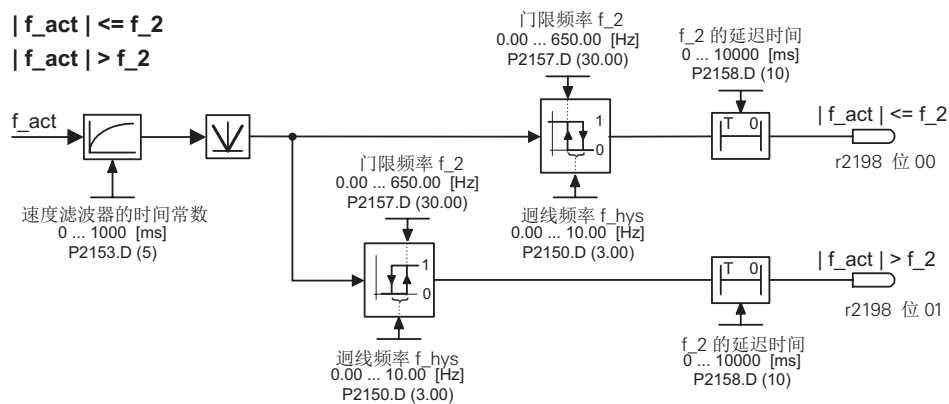 | f_act | <= f_2
| f_act | > f_2
门限频率 f_2
0.00 ... 650.00 [Hz]
P2157.D (30.00)
f_2 的延迟时间
0 ... 10000 [ms]
P2158.D (10)
f_act
1
0
T 0
| f_act | <= f_2
r2198 位 00
速度滤波器的时间常数
0 ... 1000 [ms]
P2153.D (5)
门限频率 f_2
0.00 ... 650.00 [Hz]
P2157.D (30.00)
迥线频率 f_hys
0.00 ... 10.00 [Hz]
P2150.D (3.00)
1
0
T 0
| f_act | > f_2
r2198 位 01
迥线频率 f_hys
0.00 ... 10.00 [Hz]
P2150.D (3.00)
f_2 的延迟时间
0 ... 10000 [ms]
P2158.D (10)